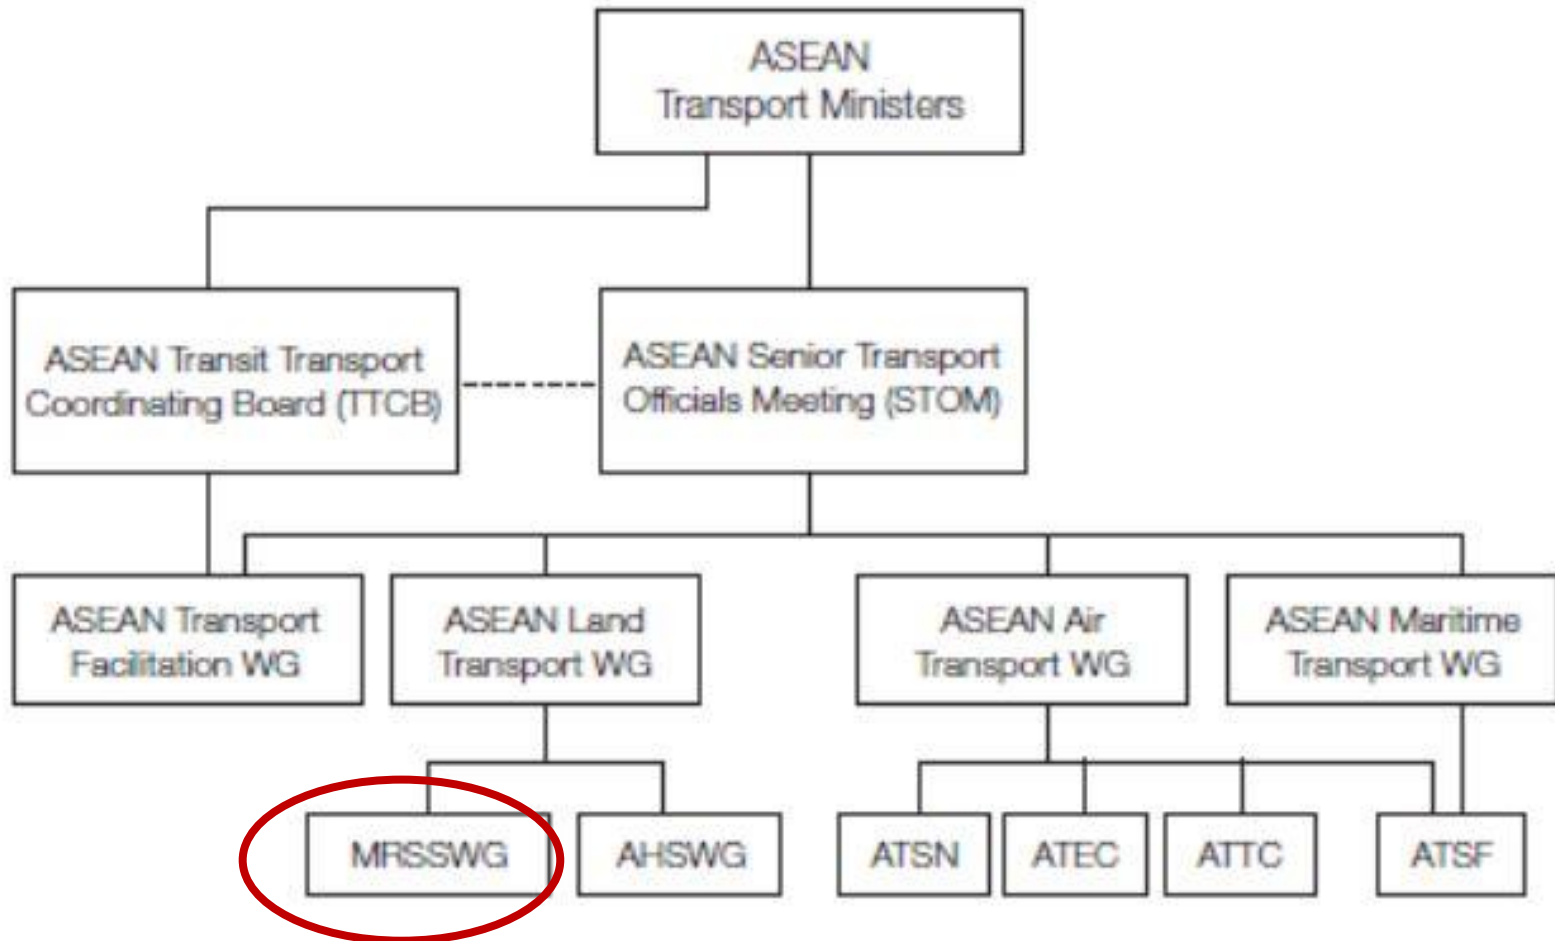 ASEAN
Transport Ministers
ASEAN Transit Transport
Coordinating Board (TTCB)
ASEAN Senior Transport
Officials Meeting (STOM)
ASEAN Transport
Facilitation WG
ASEAN Land
Transport WG
ASEAN Air
Transport WG
ASEAN Maritime
Transport WG
MRSSWG
AHSWG
ATSN
ATEC
ATTC
ATSF